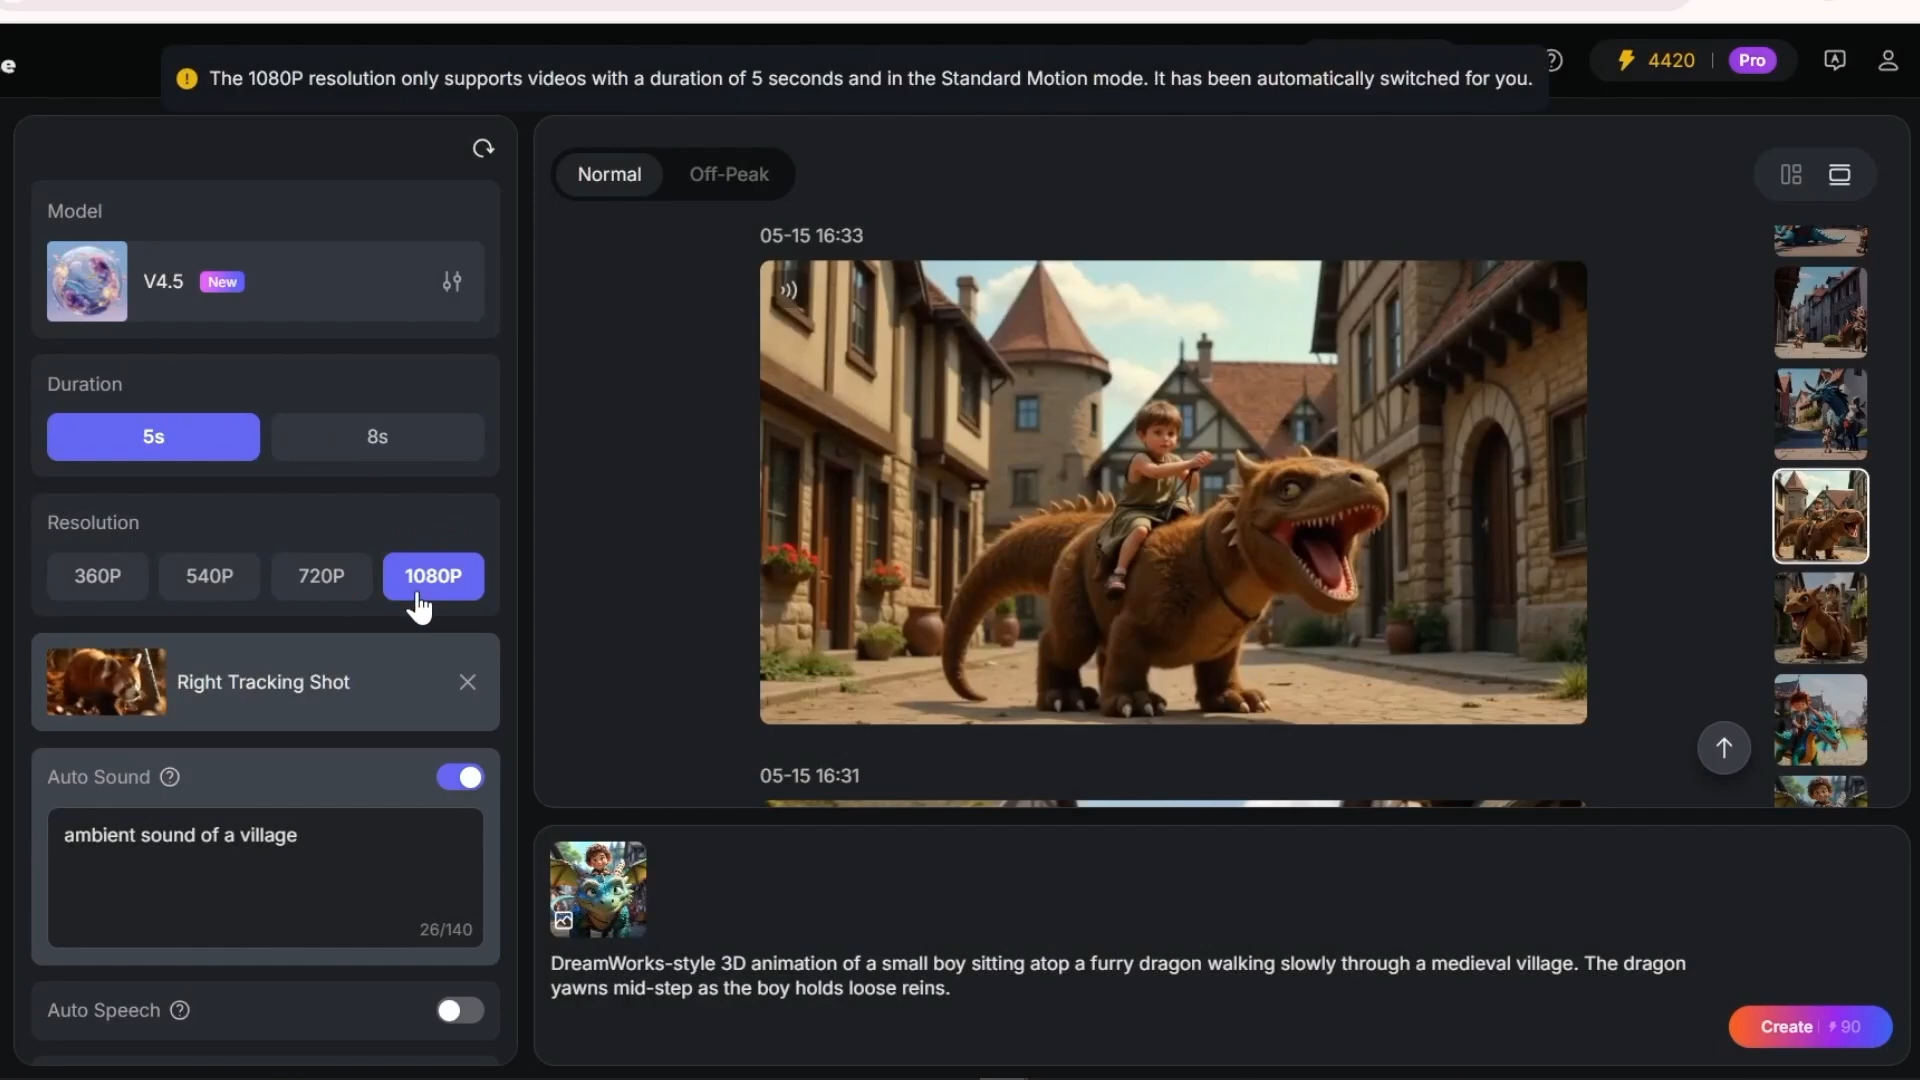 e
The 1080P resolution only supports videos with a duration of 5 seconds and in the Standard Motion mode. It has been automatically switched for you.
4420
Pro
Model
V4.5
New
Duration
5s
8s
Resolution
360P
540P
720P
1080P
Right Tracking Shot
Auto Sound
ambient sound of a village
26/140
Auto Speech
Normal
Off-Peak
05-15 16:33
05-15 16:31
DreamWorks-style 3D animation of a small boy sitting atop a furry dragon walking slowly through a medieval village. The dragon
yawns mid-step as the boy holds loose reins.
Create
90